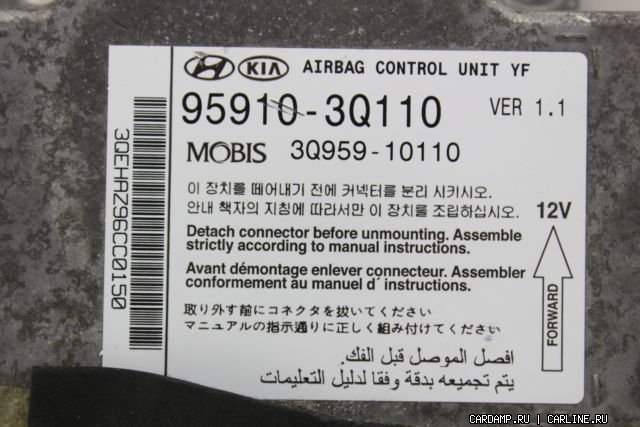 HYUNDAI KIA AIRBAG CONTROL UNIT YF
95910-3Q110 VER 1.1
MOBIS 3Q959-10110
3QEHAZ96CC0150
이 장치를 떼어내기 전에 커넥터를 분리 시키시오.
안내 책자의 지침에 따라서만 이 장치를 조립하십시오.
12V
Detach connector before unmounting. Assemble
strictly according to manual instructions.
Avant démontage enlever connecteur. Assembler
conformement au manuel d' instructions.
FORWARD
取り外す前にコネクタを抜いてください
マニュアルの指示通りに正しく組み付けてください
افصل الموصل قبل الفك.
يتم تجميعه بدقة وفقا لدليل التعليمات
CARDAMP.RU | CARLINE.RU